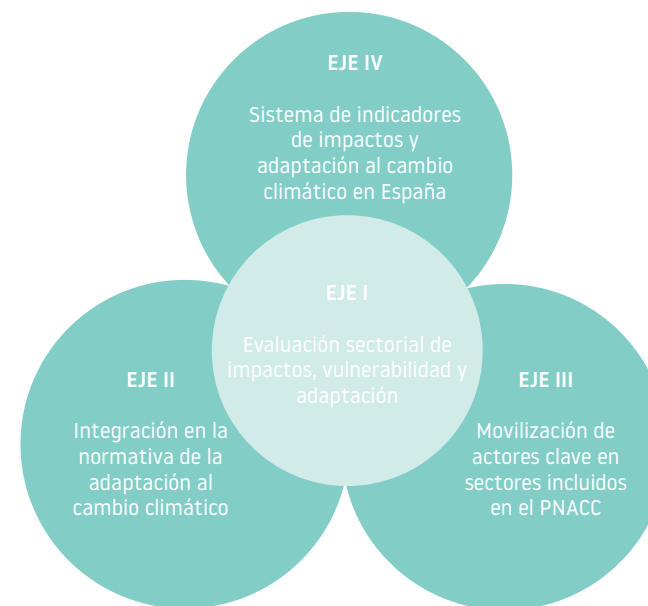 EJE IV
Sistema de indicadores
de impactos y
adaptación al cambio
climático en España
EJE I
Evaluación sectorial de
impactos, vulnerabilidad y
adaptación
EJE II
Integración en la
normativa de la
adaptación al
cambio climático
EJE III
Movilización de
actores clave en
sectores incluidos
en el PNACC